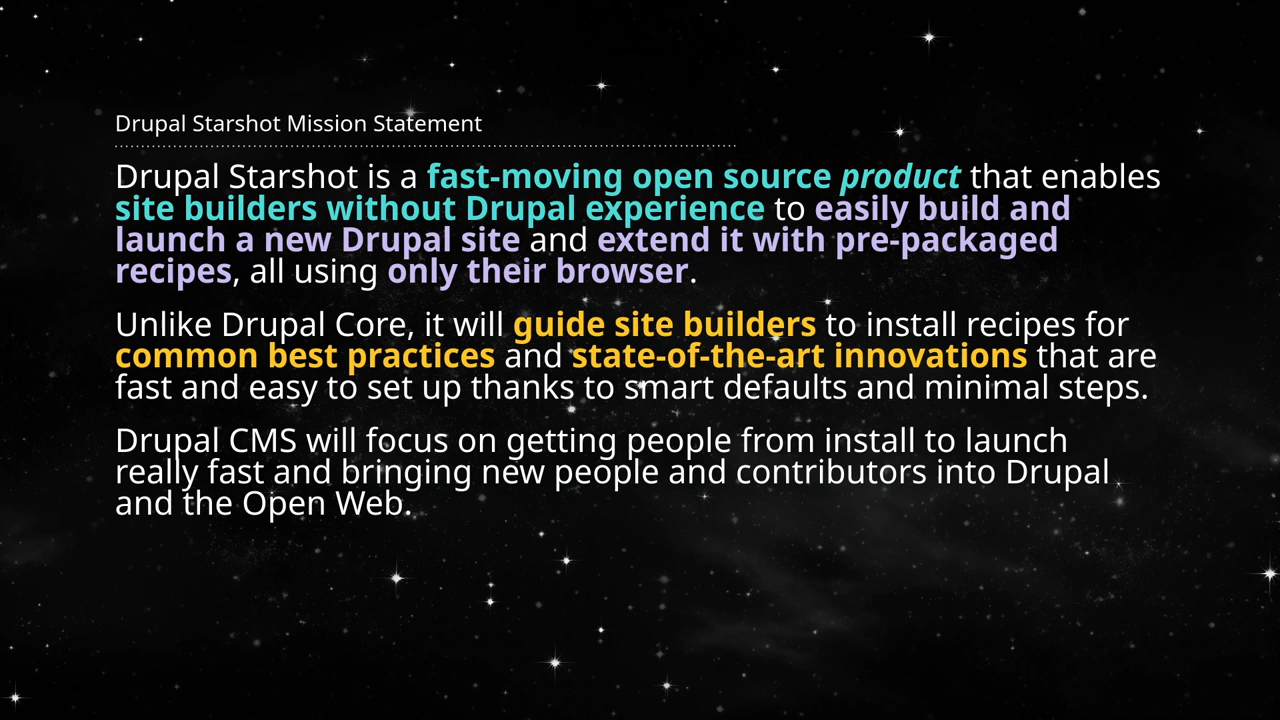 Drupal Starshot Mission Statement
Drupal Starshot is a fast-moving open source product that enables
site builders without Drupal experience to easily build and
launch a new Drupal site and extend it with pre-packaged
recipes, all using only their browser.
Unlike Drupal Core, it will guide site builders to install recipes for
common best practices and state-of-the-art innovations that are
fast and easy to set up thanks to smart defaults and minimal steps.
Drupal CMS will focus on getting people from install to launch
really fast and bringing new people and contributors into Drupal
and the Open Web.